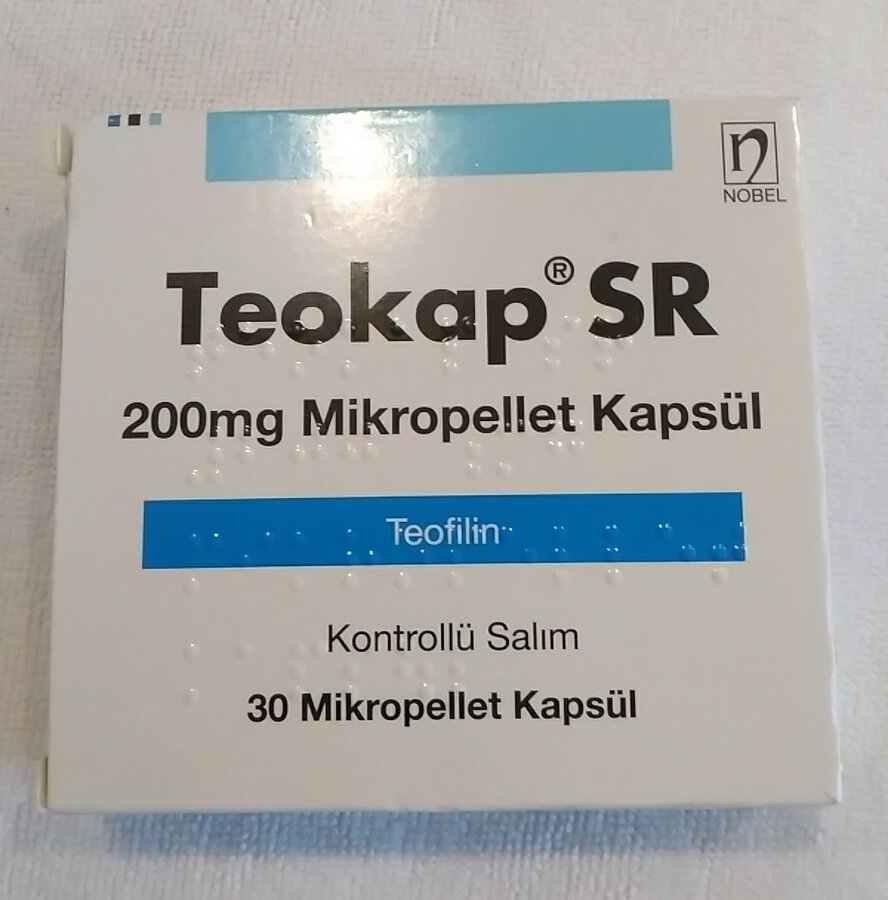 NOBEL
Teokap® SR
200mg Mikropellet Kapsül
Teofilin
Kontrollü Salım
30 Mikropellet Kapsül